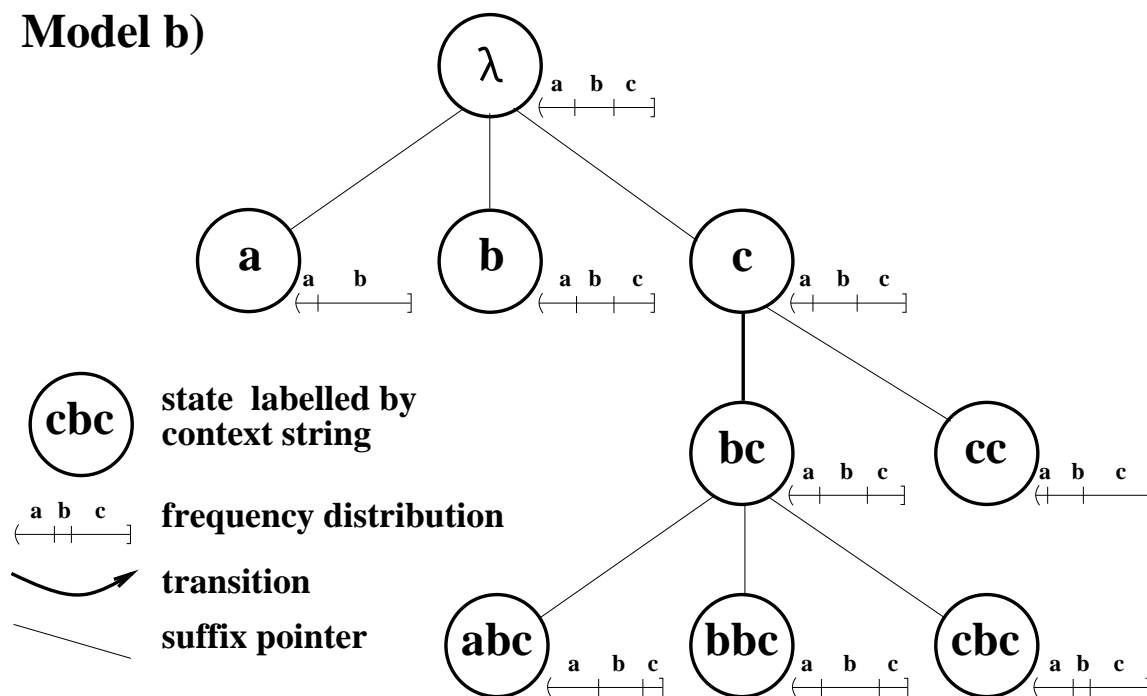 Model b)
λ
a b c
a
a b
b
a b c
c
a b c
cbc
state labelled by
context string
bc
a b c
cc
a b c
a b c
frequency distribution
transition
suffix pointer
abc
a b c
bbc
a b c
cbc
a b c